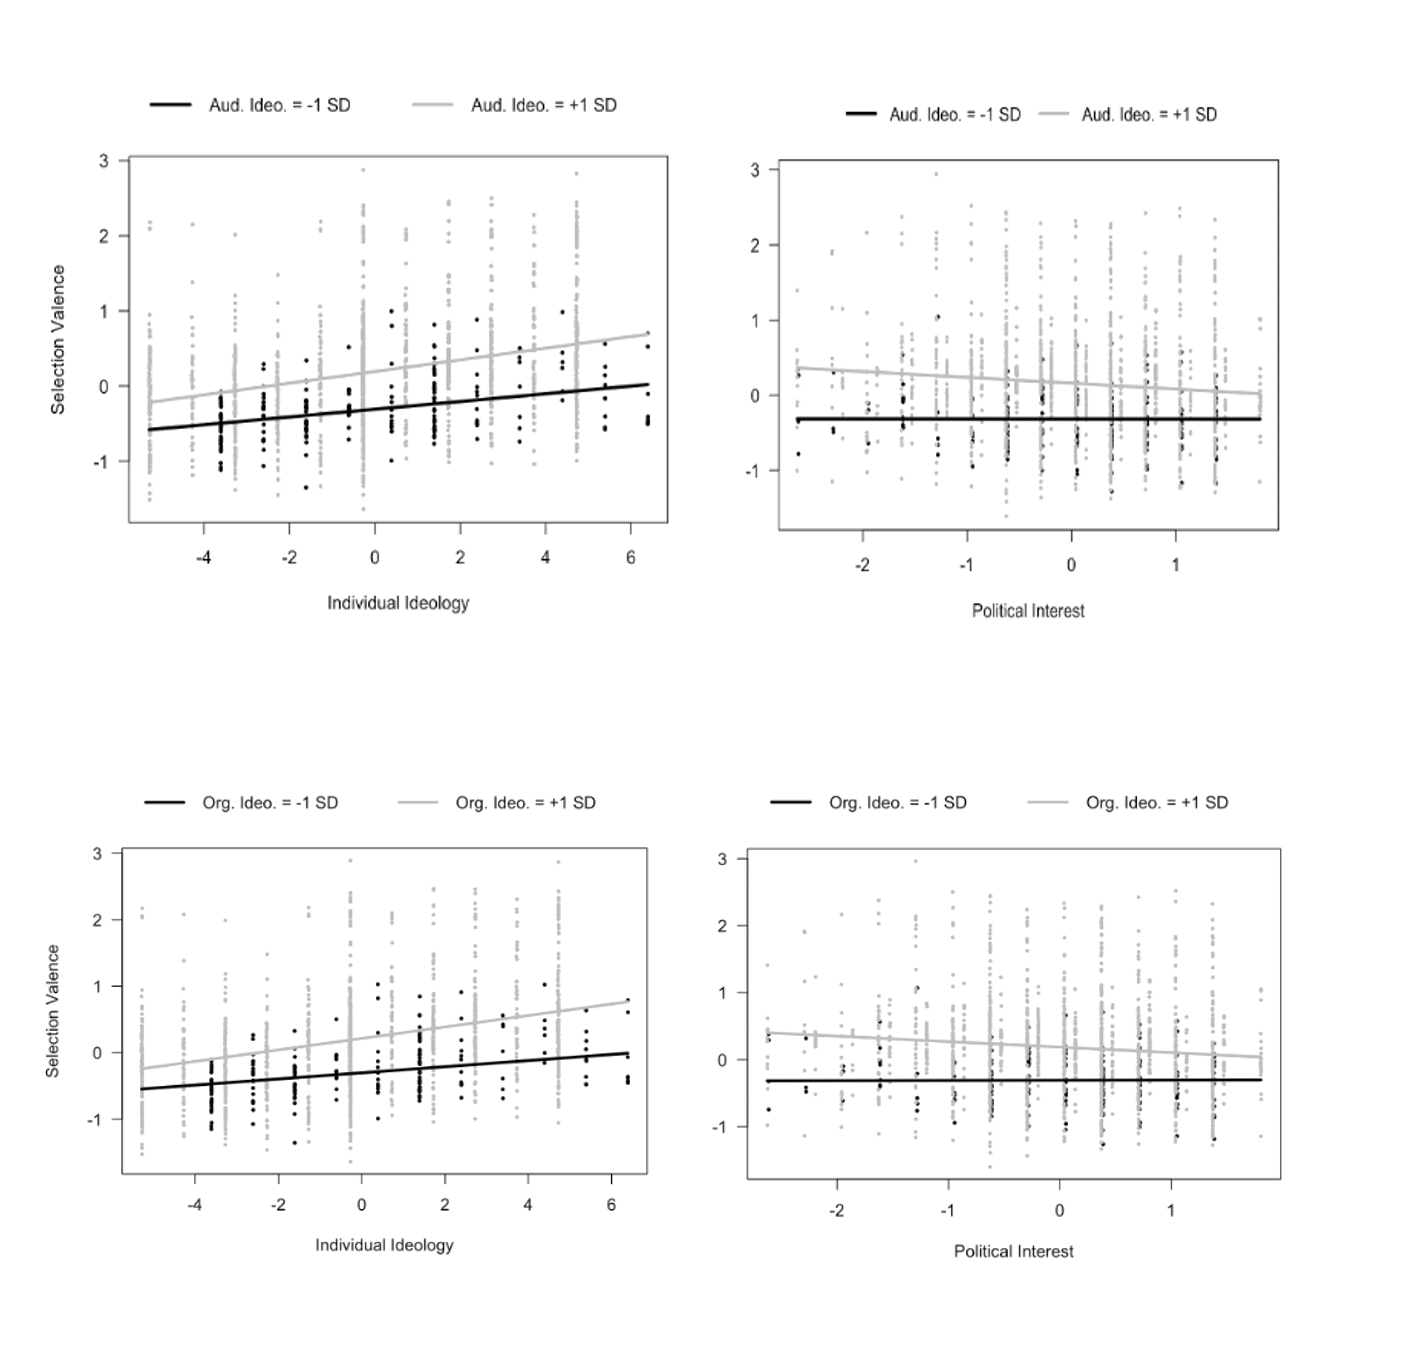 Aud. Ideo. = -1 SD Aud. Ideo. = +1 SD
3
2
1
0
-1
Selection Valence
-4 -2 0 2 4 6
Individual Ideology
Aud. Ideo. = -1 SD Aud. Ideo. = +1 SD
3
2
1
0
-1
-2 -1 0 1
Political Interest
Org. Ideo. = -1 SD Org. Ideo. = +1 SD
3
2
1
0
-1
Selection Valence
-4 -2 0 2 4 6
Individual Ideology
Org. Ideo. = -1 SD Org. Ideo. = +1 SD
3
2
1
0
-1
-2 -1 0 1
Political Interest